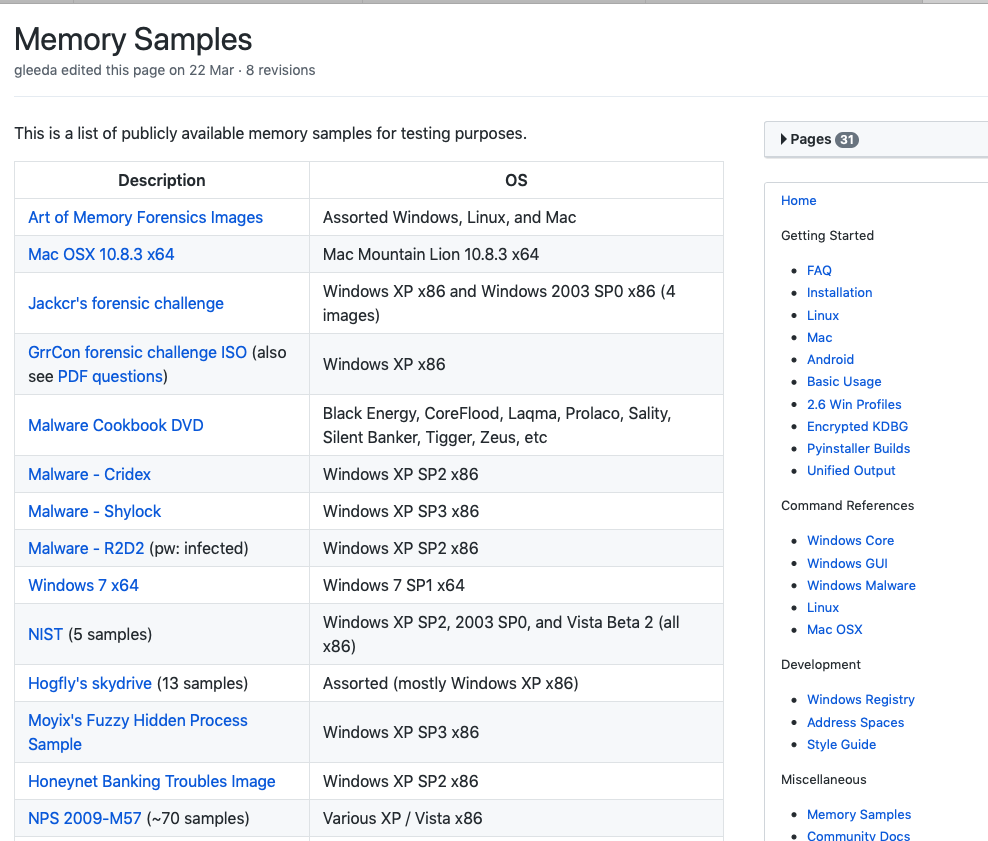 Memory Samples
gleeda edited this page on 22 Mar · 8 revisions
This is a list of publicly available memory samples for testing purposes.
Description OS
Art of Memory Forensics Images Assorted Windows, Linux, and Mac
Mac OSX 10.8.3 x64 Mac Mountain Lion 10.8.3 x64
Jackcr's forensic challenge
Windows XP x86 and Windows 2003 SP0 x86 (4
images)
GrrCon forensic challenge ISO (also
see PDF questions)
Windows XP x86
Malware Cookbook DVD
Black Energy, CoreFlood, Laqma, Prolaco, Sality,
Silent Banker, Tigger, Zeus, etc
Malware - Cridex Windows XP SP2 x86
Malware - Shylock Windows XP SP3 x86
Malware - R2D2 (pw: infected) Windows XP SP2 x86
Windows 7 x64 Windows 7 SP1 x64
NIST (5 samples)
Windows XP SP2, 2003 SP0, and Vista Beta 2 (all
x86)
Hogfly's skydrive (13 samples) Assorted (mostly Windows XP x86)
Moyix's Fuzzy Hidden Process
Sample
Windows XP SP3 x86
Honeynet Banking Troubles Image Windows XP SP2 x86
NPS 2009-M57 (~70 samples) Various XP / Vista x86
Pages 31
Home
Getting Started
FAQ
Installation
Linux
Mac
Android
Basic Usage
2.6 Win Profiles
Encrypted KDBG
Pyinstaller Builds
Unified Output
Command References
Windows Core
Windows GUI
Windows Malware
Linux
Mac OSX
Development
Windows Registry
Address Spaces
Style Guide
Miscellaneous
Memory Samples
Community Docs